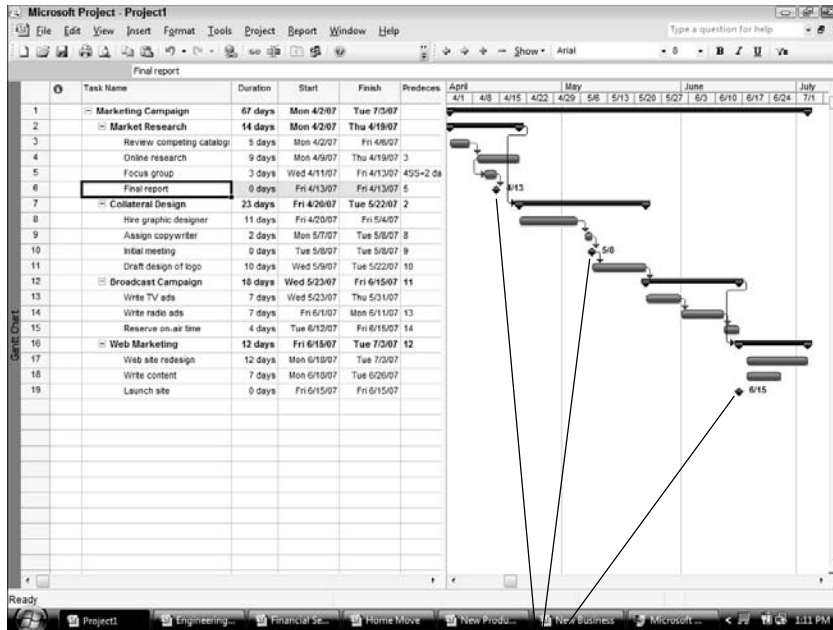 Microsoft Project - Project1
File Edit View Insert Format Tools Project Report Window Help Type a question for help
Show Arial 8 B I U
Final report
Task Name Duration Start Finish Predeces April May June July
4/1 4/8 4/15 4/22 4/29 5/6 5/13 5/20 5/27 6/3 6/10 6/17 6/24 7/1
1 Marketing Campaign 67 days Mon 4/2/07 Tue 7/3/07
2 Market Research 14 days Mon 4/2/07 Thu 4/19/07
3 Review competing catalogs 5 days Mon 4/2/07 Fri 4/6/07
4 Online research 9 days Mon 4/9/07 Thu 4/19/07 3
5 Focus group 3 days Wed 4/11/07 Fri 4/13/07 4SS+2 da
6 Final report 0 days Fri 4/13/07 Fri 4/13/07 5 4/13
7 Collateral Design 23 days Fri 4/20/07 Tue 5/22/07 2
8 Hire graphic designer 11 days Fri 4/20/07 Fri 5/4/07
9 Assign copywriter 2 days Mon 5/7/07 Tue 5/8/07 8
10 Initial meeting 0 days Tue 5/8/07 Tue 5/8/07 9 5/8
11 Draft design of logo 10 days Wed 5/9/07 Tue 5/22/07 10
12 Broadcast Campaign 18 days Wed 5/23/07 Fri 6/15/07 11
13 Write TV ads 7 days Wed 5/23/07 Thu 5/31/07
14 Write radio ads 7 days Fri 6/1/07 Mon 6/11/07 13
15 Reserve on-air time 4 days Tue 6/12/07 Fri 6/15/07 14
16 Web Marketing 12 days Fri 6/15/07 Tue 7/3/07 12
17 Web site redesign 12 days Mon 6/18/07 Tue 7/3/07
18 Write content 7 days Mon 6/18/07 Tue 6/26/07
19 Launch site 0 days Fri 6/15/07 Fri 6/15/07 6/15
Gantt Chart
Ready
Project1 Engineering... Financial Se... Home Move New Produ... New Business Microsoft ... 1:11 PM